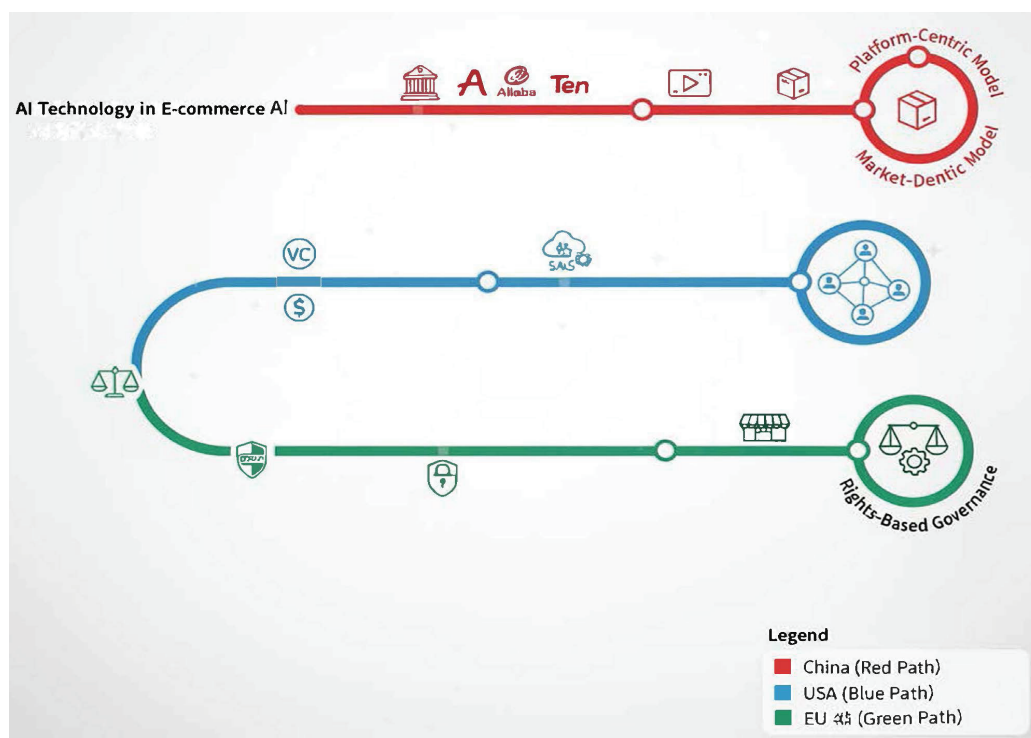 AI Technology in E-commerce AI
A
Aliaba
Ten
Platform-Centric Model
Market-Dentic Model
VC
$
SAaS
Rights-Based Governance
Legend
China (Red Path)
USA (Blue Path)
EU (Green Path)